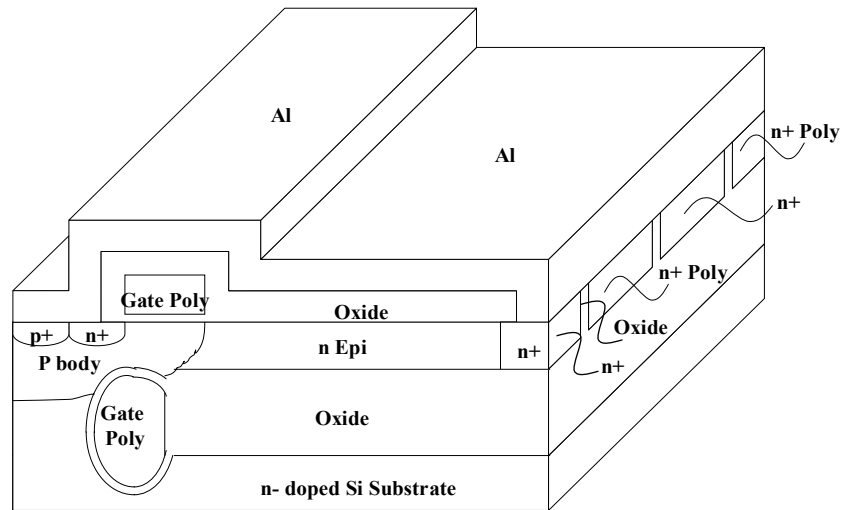 Al
Al
n+ Poly
n+
Gate Poly
n+ Poly
Oxide
Oxide
p+
n+
n Epi
n+
P body
n+
Gate
Poly
Oxide
n- doped Si Substrate